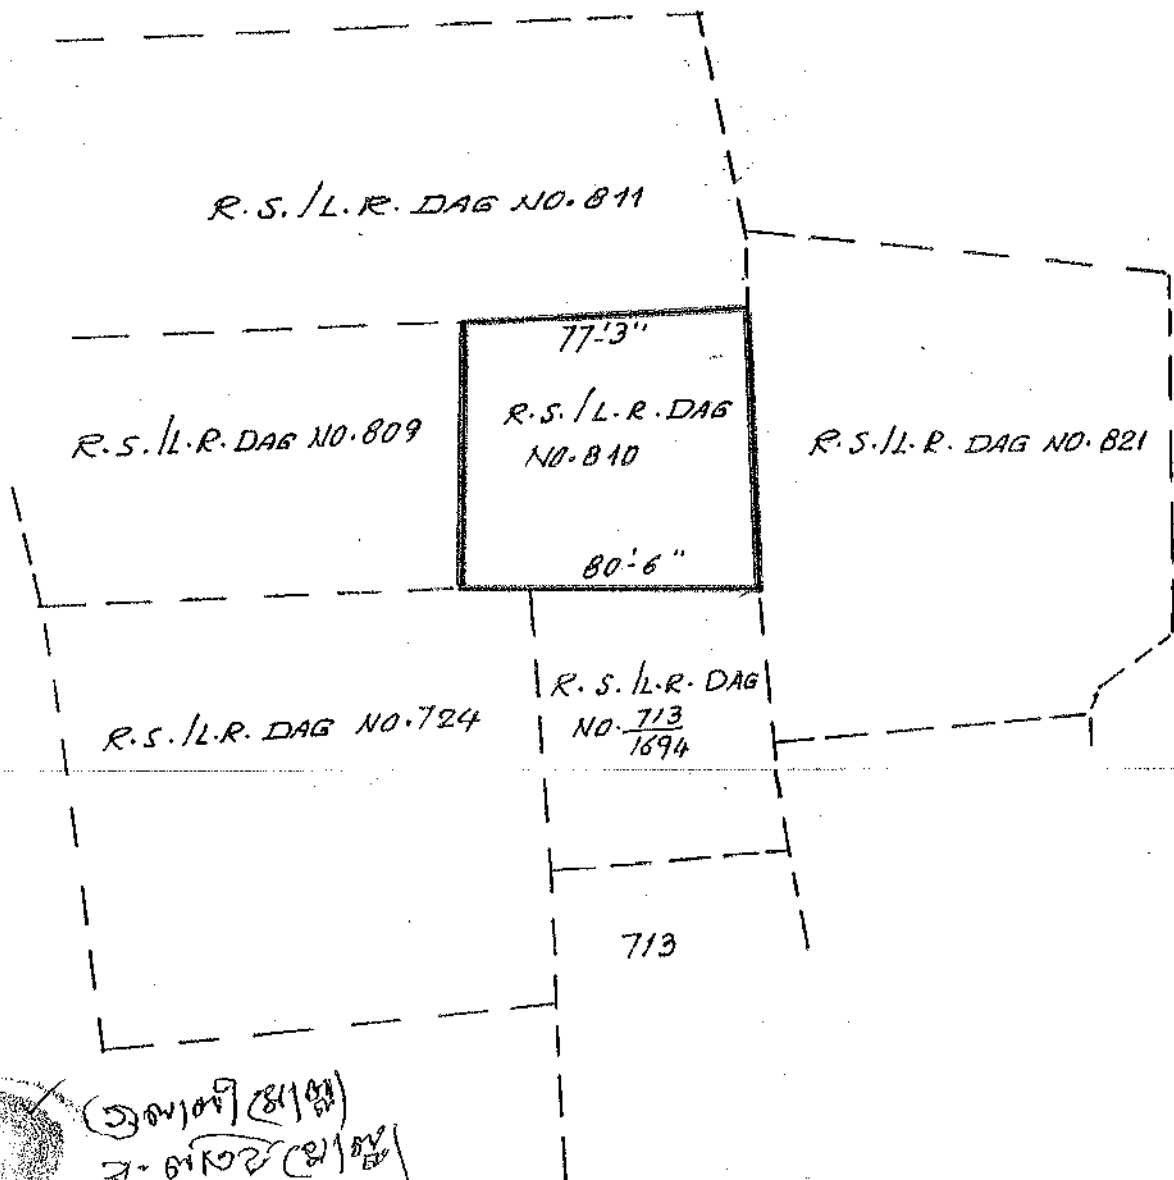 R.S./L.R. DAG NO. 811
77'-3"
R.S./L.R. DAG
NO. 810
R.S./L.R. DAG NO. 809
R.S./L.R. DAG NO. 821
80'-6"
R.S./L.R. DAG NO. 724
R.S./L.R. DAG
NO. 713/1694
713